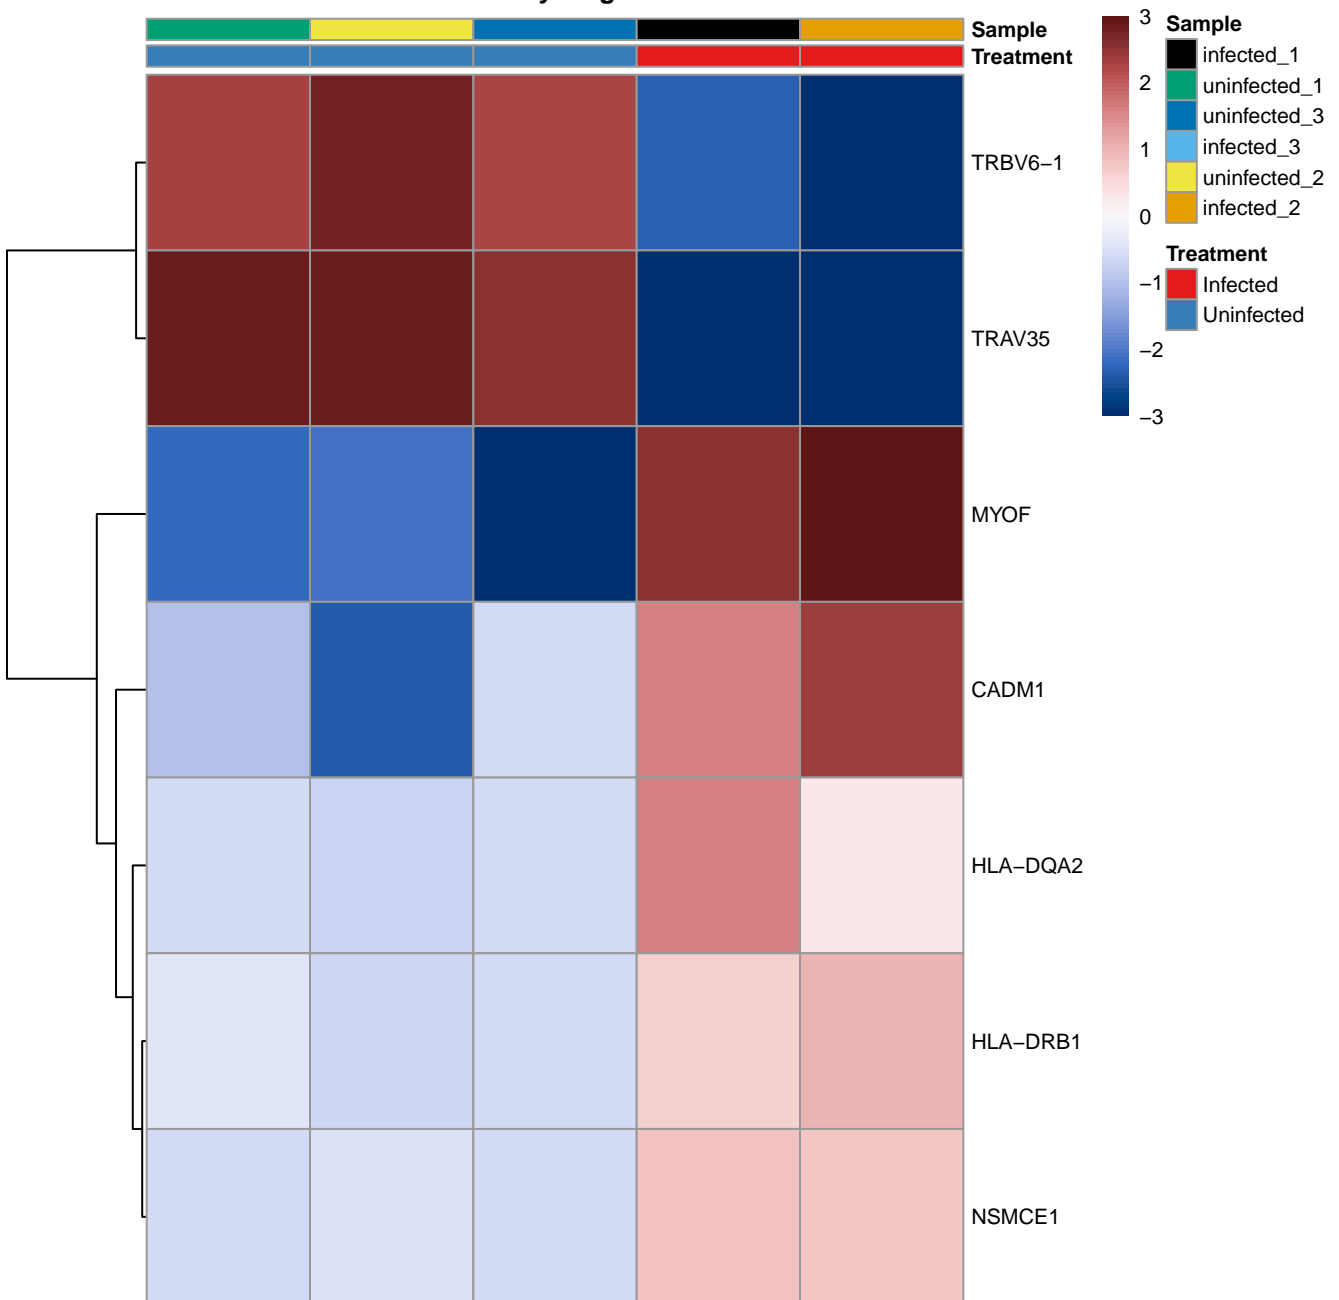 Sample
Treatment
TRBV6−1
TRAV35
MYOF
CADM1
HLA−DQA2
HLA−DRB1
NSMCE1
3
2
1
0
−1
−2
−3
Sample
infected_1
uninfected_1
uninfected_3
infected_3
uninfected_2
infected_2
Treatment
Infected
Uninfected